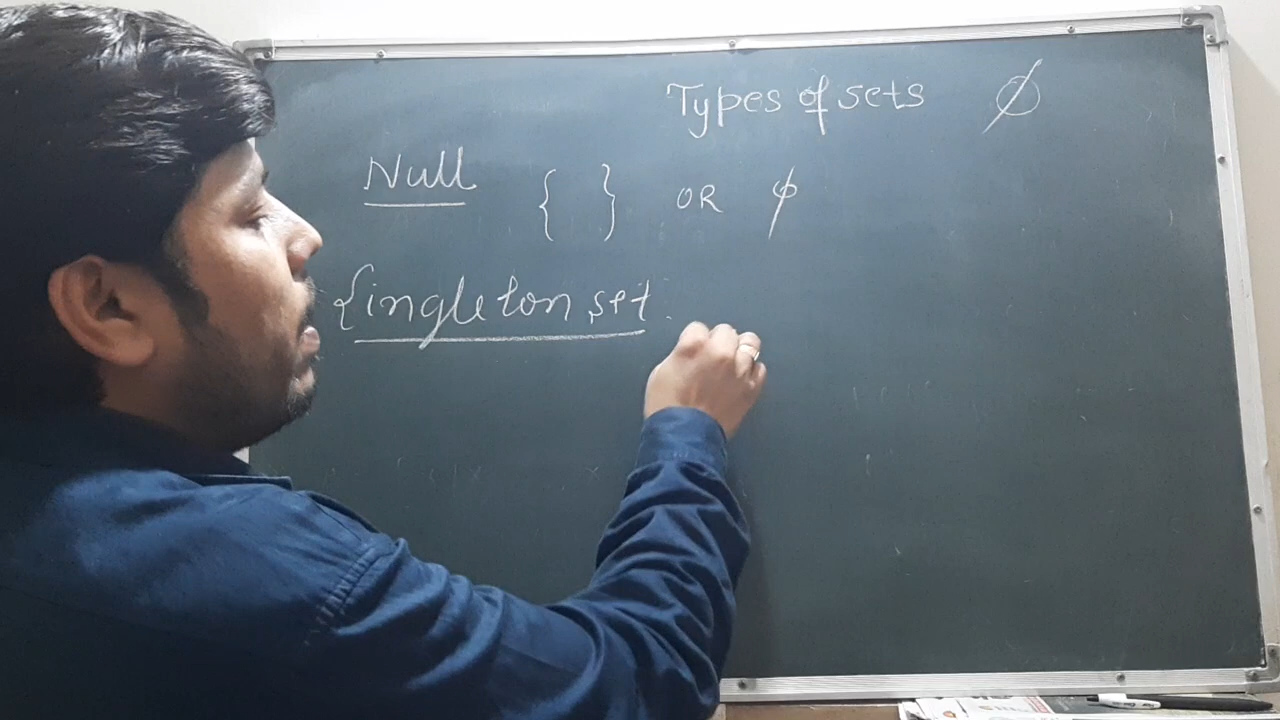 Types of sets ∅
Null { } OR ϕ
Singleton set :